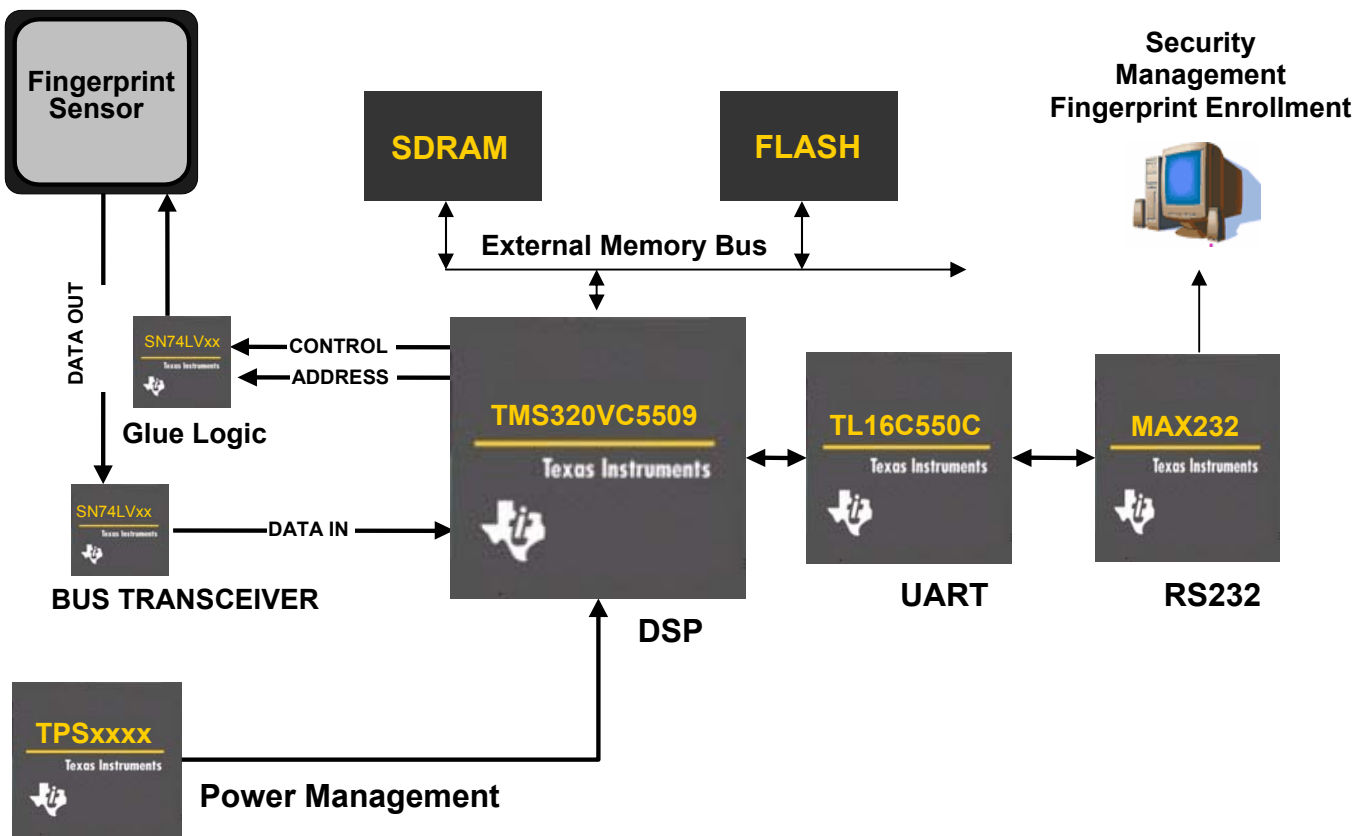 Fingerprint
Sensor
SDRAM
FLASH
Security
Management
Fingerprint Enrollment
External Memory Bus
DATA OUT
SN74LVxx
Texas Instruments
Glue Logic
CONTROL
ADDRESS
TMS320VC5509
Texas Instruments
DSP
TL16C550C
Texas Instruments
UART
MAX232
Texas Instruments
RS232
SN74LVxx
Texas Instruments
DATA IN
BUS TRANSCEIVER
TPSxxxx
Texas Instruments
Power Management